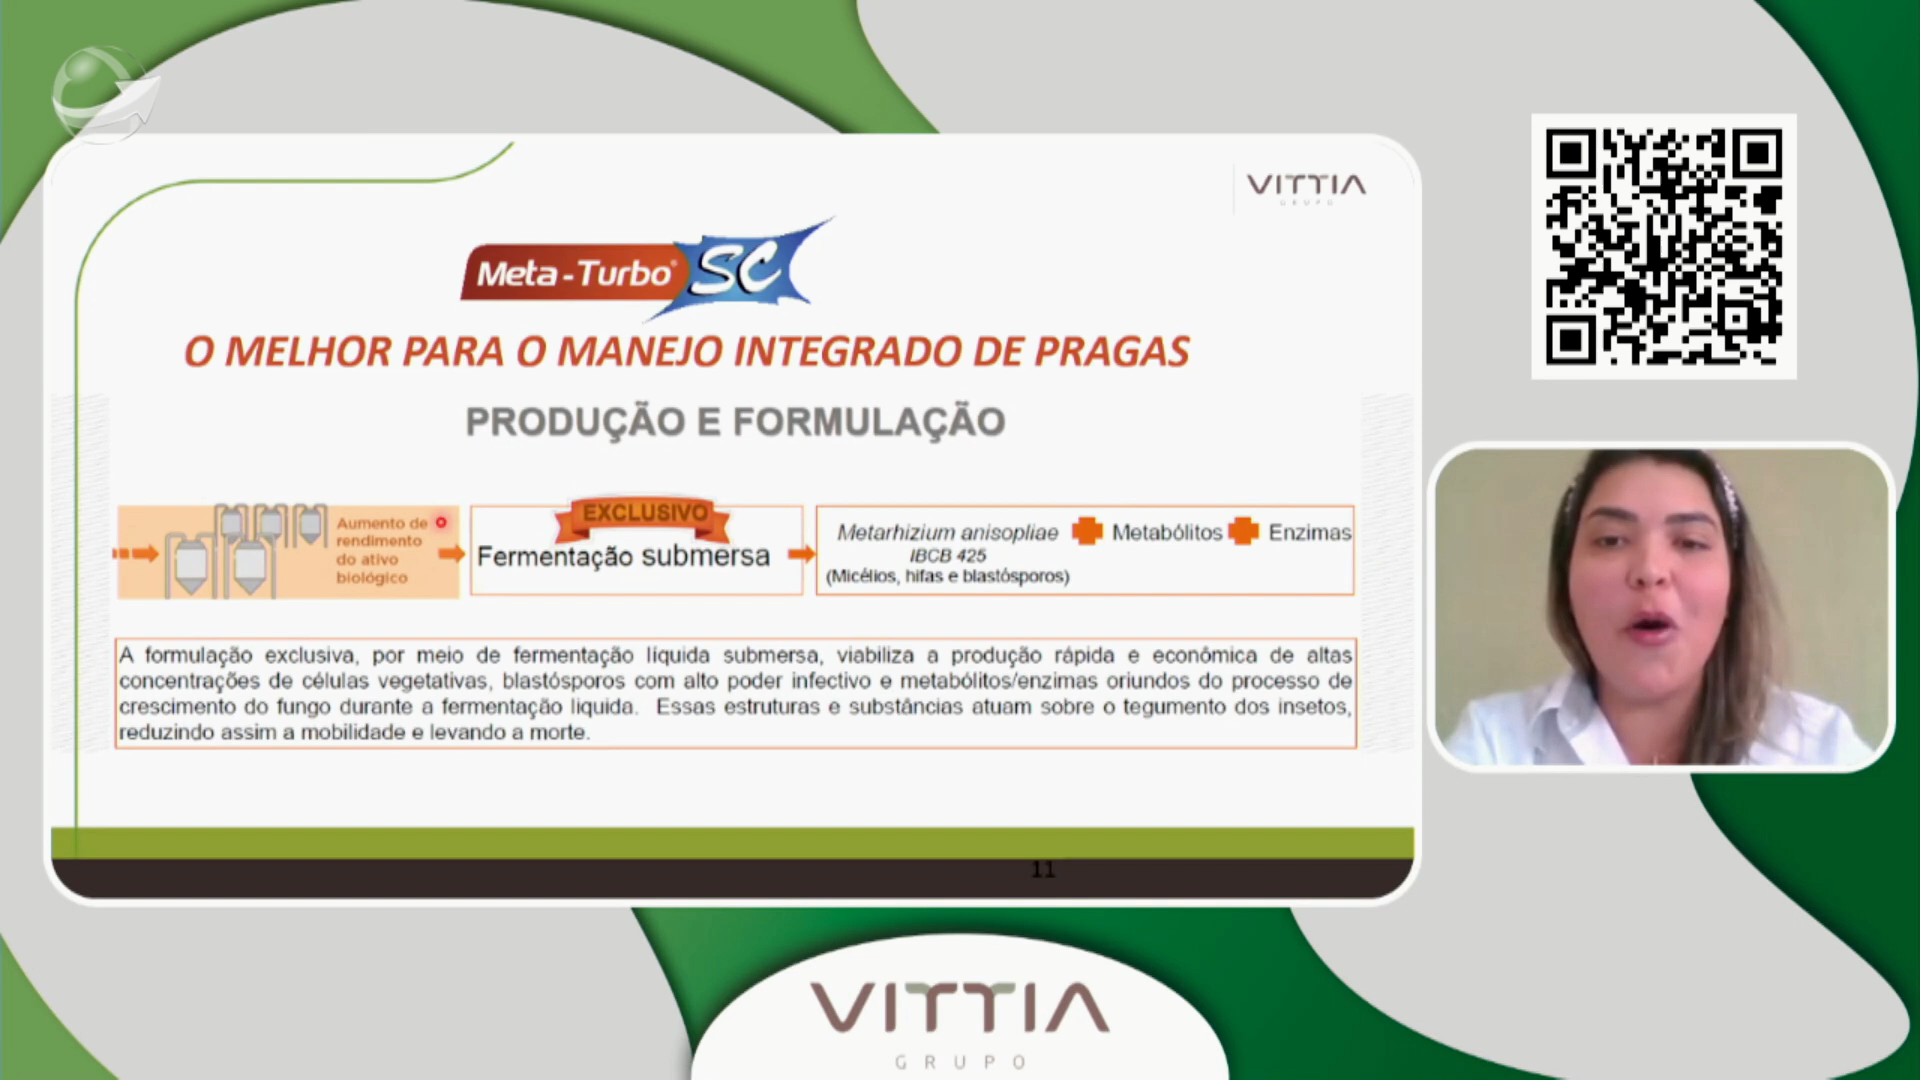 VITTIA
GRUPO
Meta-Turbo® SC
O MELHOR PARA O MANEJO INTEGRADO DE PRAGAS
PRODUÇÃO E FORMULAÇÃO
Aumento de
rendimento
do ativo
biológico
EXCLUSIVO
Fermentação submersa
Metarhizium anisopliae Metabólitos Enzimas
IBCB 425
(Micélios, hifas e blastósporos)
A formulação exclusiva, por meio de fermentação líquida submersa, viabiliza a produção rápida e econômica de altas
concentrações de células vegetativas, blastósporos com alto poder infectivo e metabólitos/enzimas oriundos do processo de
crescimento do fungo durante a fermentação líquida. Essas estruturas e substâncias atuam sobre o tegumento dos insetos,
reduzindo assim a mobilidade e levando a morte.
11
VITTIA
GRUPO